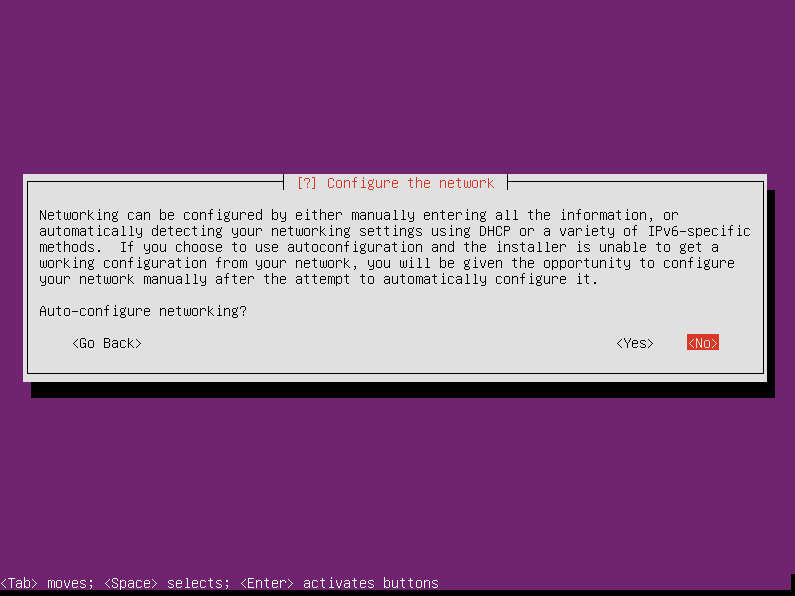 [?] Configure the network
Networking can be configured by either manually entering all the information, or
automatically detecting your networking settings using DHCP or a variety of IPv6-specific
methods.  If you choose to use autoconfiguration and the installer is unable to get a
working configuration from your network, you will be given the opportunity to configure
your network manually after the attempt to automatically configure it.
Auto-configure networking?
<Go Back> <Yes> <No>
<Tab> moves; <Space> selects; <Enter> activates buttons